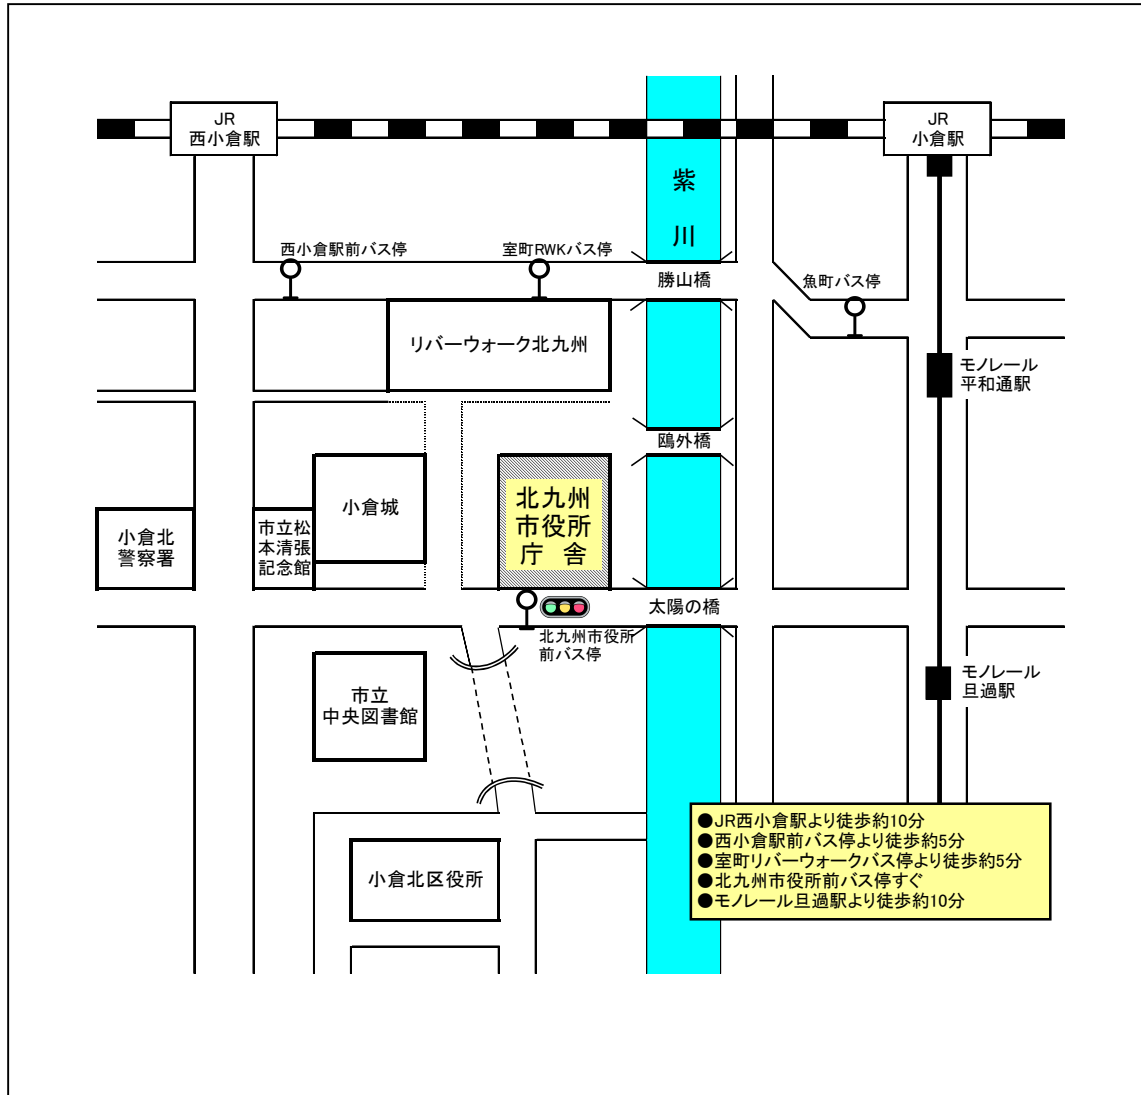 JR
西小倉駅
JR
小倉駅
紫
川
西小倉駅前バス停
室町RWKバス停
勝山橋
魚町バス停
リバーウォーク北九州
モノレール
平和通駅
鴎外橋
小倉城
北九州
市役所
庁 舎
小倉北
警察署
市立松
本清張
記念館
太陽の橋
北九州市役所
前バス停
モノレール
旦過駅
市立
中央図書館
●JR西小倉駅より徒歩約10分
●西小倉駅前バス停より徒歩約5分
●室町リバーウォークバス停より徒歩約5分
●北九州市役所前バス停すぐ
●モノレール旦過駅より徒歩約10分
小倉北区役所